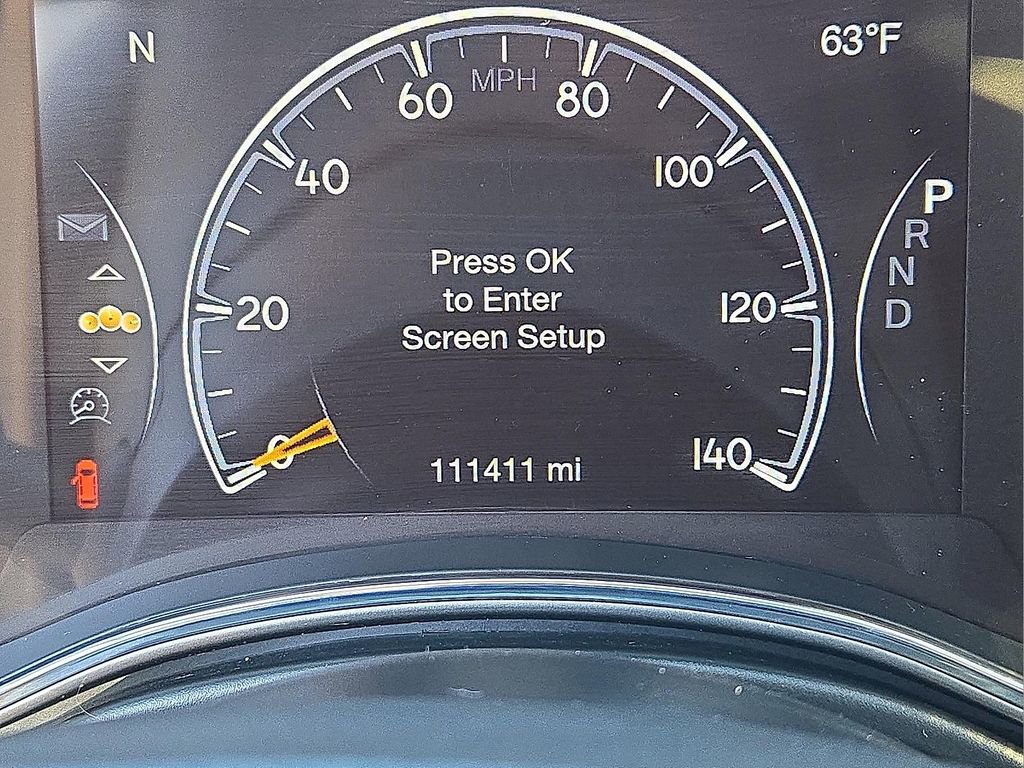 N
63°F
MPH
60
80
40
100
20
120
0
140
Press OK
to Enter
Screen Setup
111411 mi
P
R
N
D